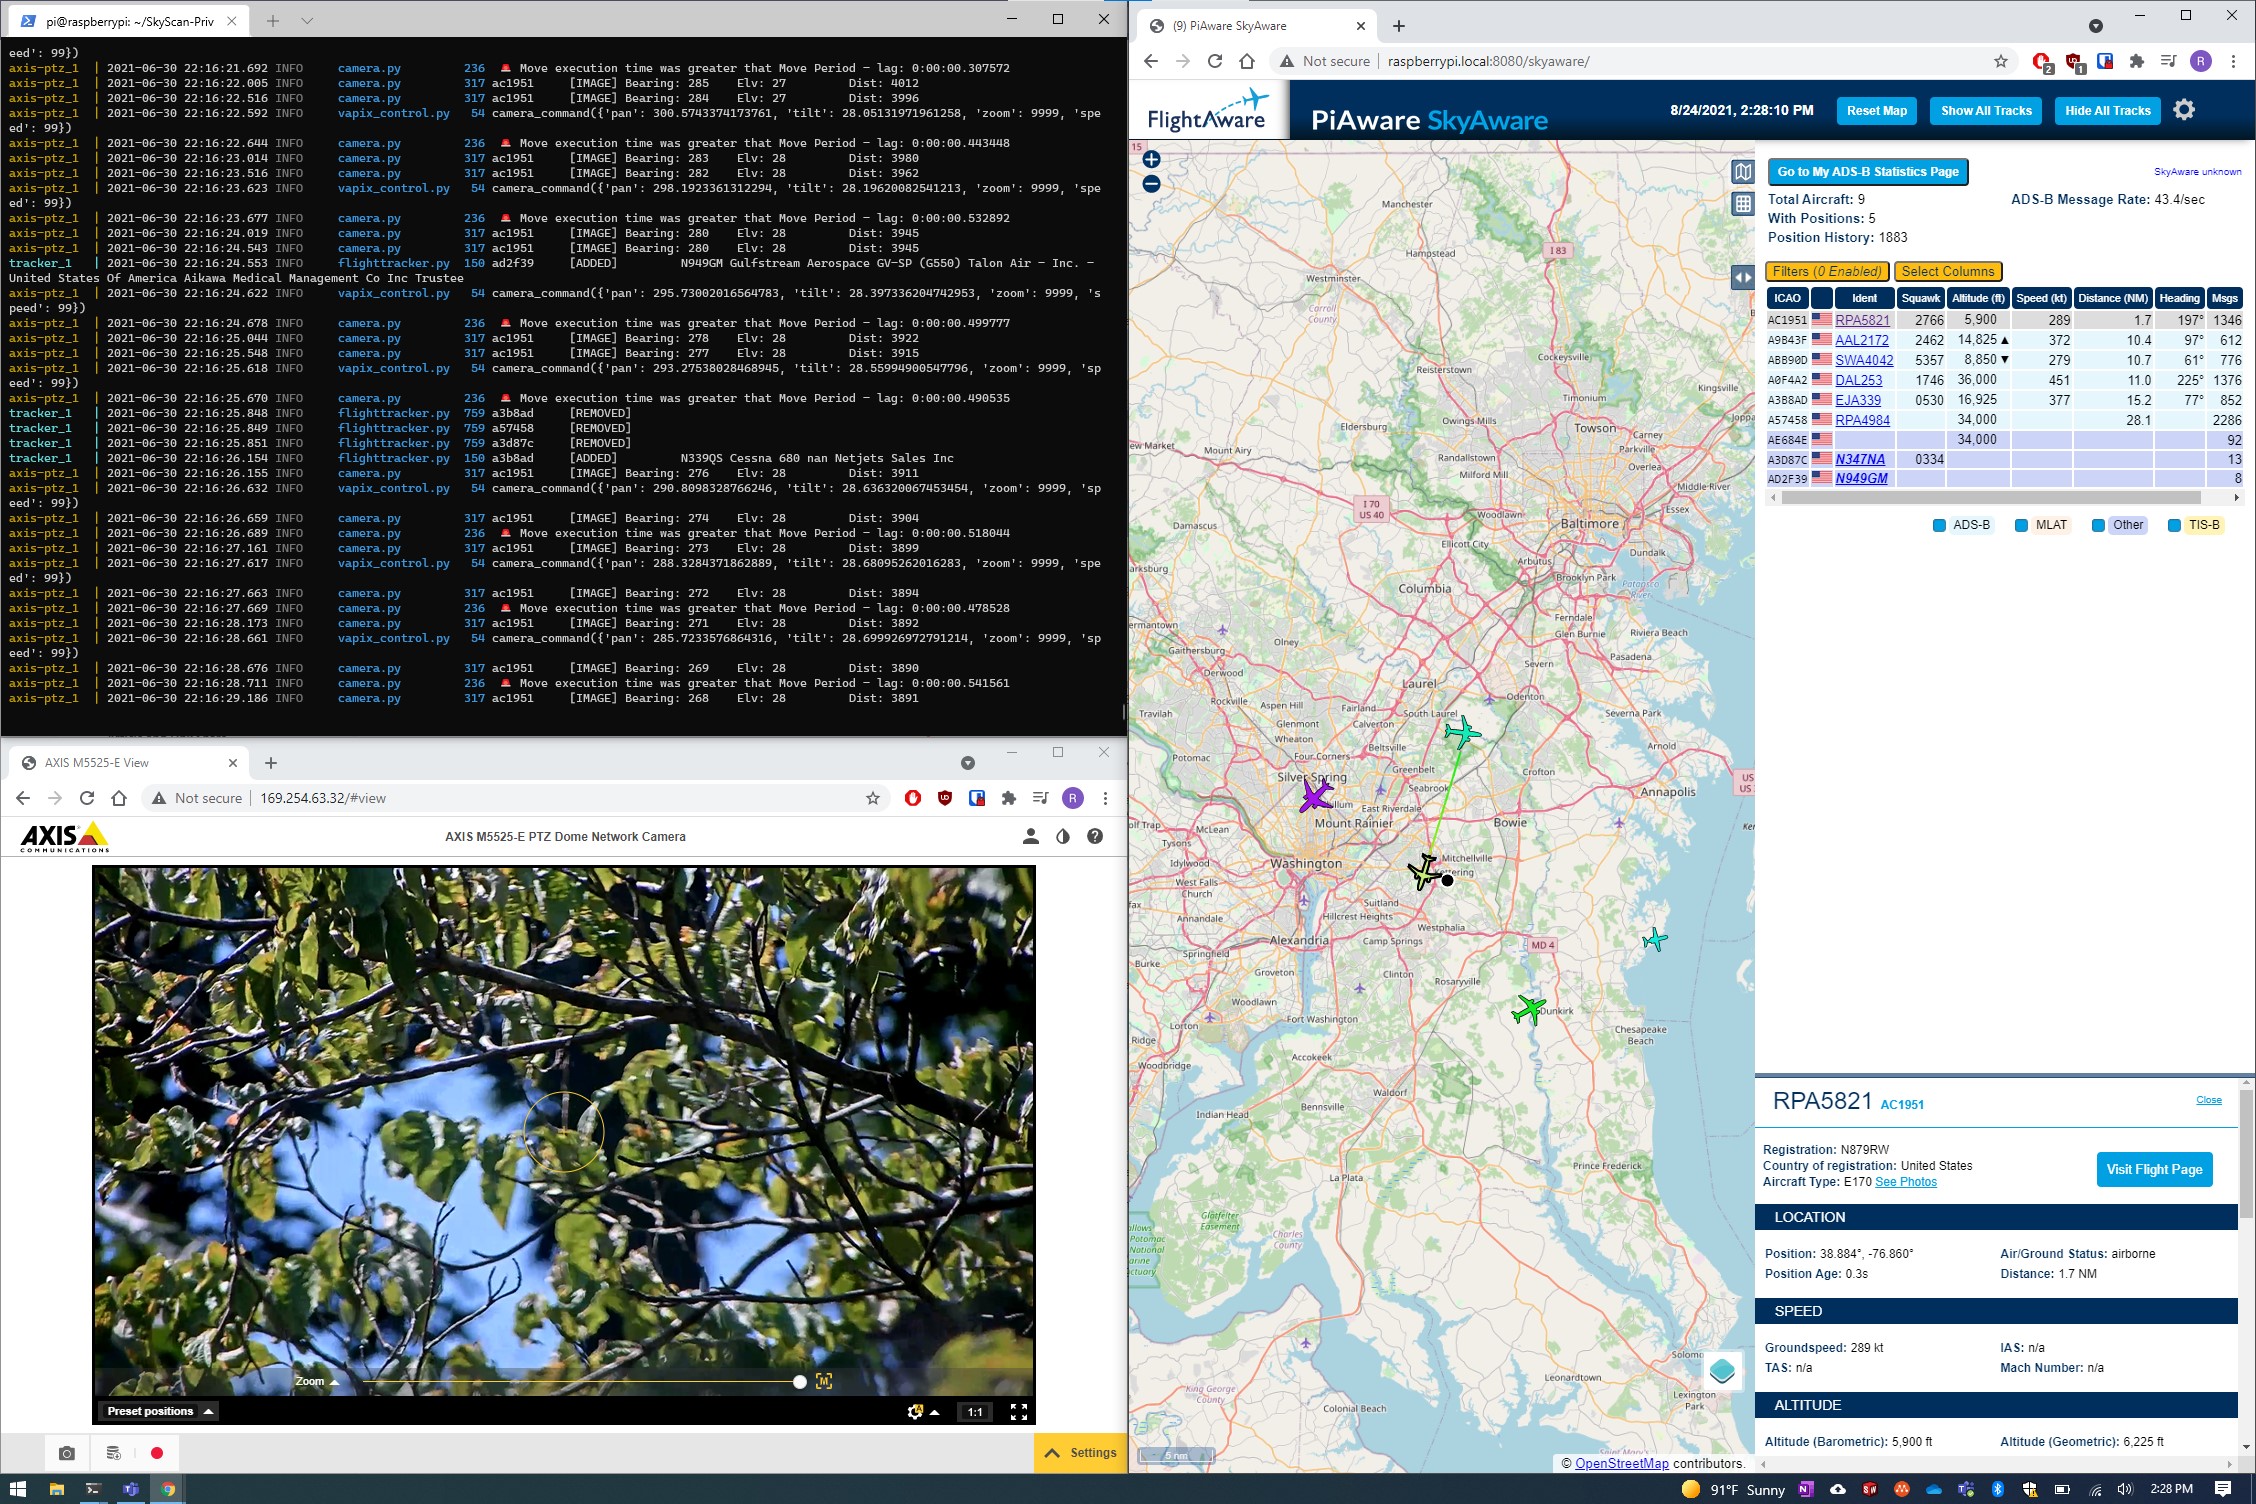 pi@raspberrypi: ~/SkyScan-Priv
eed': 99})
axis-ptz_1 | 2021-06-30 22:16:21.692 INFO camera.py 236 🚨 Move execution time was greater that Move Period - lag: 0:00:00.307572
axis-ptz_1 | 2021-06-30 22:16:22.005 INFO camera.py 317 ac1951 [IMAGE] Bearing: 285 Elv: 27 Dist: 4012
axis-ptz_1 | 2021-06-30 22:16:22.516 INFO camera.py 317 ac1951 [IMAGE] Bearing: 284 Elv: 27 Dist: 3996
axis-ptz_1 | 2021-06-30 22:16:22.592 INFO vapix_control.py 54 camera_command({'pan': 300.5743374173761, 'tilt': 28.05131971961258, 'zoom': 9999, 'spe
ed': 99})
axis-ptz_1 | 2021-06-30 22:16:22.644 INFO camera.py 236 🚨 Move execution time was greater that Move Period - lag: 0:00:00.443448
axis-ptz_1 | 2021-06-30 22:16:23.014 INFO camera.py 317 ac1951 [IMAGE] Bearing: 283 Elv: 28 Dist: 3980
axis-ptz_1 | 2021-06-30 22:16:23.516 INFO camera.py 317 ac1951 [IMAGE] Bearing: 282 Elv: 28 Dist: 3962
axis-ptz_1 | 2021-06-30 22:16:23.623 INFO vapix_control.py 54 camera_command({'pan': 298.1923361312294, 'tilt': 28.19620082541213, 'zoom': 9999, 'spe
ed': 99})
axis-ptz_1 | 2021-06-30 22:16:23.677 INFO camera.py 236 🚨 Move execution time was greater that Move Period - lag: 0:00:00.532892
axis-ptz_1 | 2021-06-30 22:16:24.019 INFO camera.py 317 ac1951 [IMAGE] Bearing: 280 Elv: 28 Dist: 3945
axis-ptz_1 | 2021-06-30 22:16:24.543 INFO camera.py 317 ac1951 [IMAGE] Bearing: 280 Elv: 28 Dist: 3945
tracker_1 | 2021-06-30 22:16:24.553 INFO flighttracker.py 150 ad2f39 [ADDED] N949GM Gulfstream Aerospace GV-SP (G550) Talon Air - Inc. -
United States Of America Aikawa Medical Management Co Inc Trustee
axis-ptz_1 | 2021-06-30 22:16:24.622 INFO vapix_control.py 54 camera_command({'pan': 295.73002016564783, 'tilt': 28.397336204742953, 'zoom': 9999, 's
peed': 99})
axis-ptz_1 | 2021-06-30 22:16:24.678 INFO camera.py 236 🚨 Move execution time was greater that Move Period - lag: 0:00:00.499777
axis-ptz_1 | 2021-06-30 22:16:25.044 INFO camera.py 317 ac1951 [IMAGE] Bearing: 278 Elv: 28 Dist: 3922
axis-ptz_1 | 2021-06-30 22:16:25.548 INFO camera.py 317 ac1951 [IMAGE] Bearing: 277 Elv: 28 Dist: 3915
axis-ptz_1 | 2021-06-30 22:16:25.618 INFO vapix_control.py 54 camera_command({'pan': 293.27538028468945, 'tilt': 28.55994900547796, 'zoom': 9999, 'sp
eed': 99})
axis-ptz_1 | 2021-06-30 22:16:25.670 INFO camera.py 236 🚨 Move execution time was greater that Move Period - lag: 0:00:00.490535
tracker_1 | 2021-06-30 22:16:25.848 INFO flighttracker.py 759 a3b8ad [REMOVED]
tracker_1 | 2021-06-30 22:16:25.849 INFO flighttracker.py 759 a57458 [REMOVED]
tracker_1 | 2021-06-30 22:16:25.851 INFO flighttracker.py 759 a3d87c [REMOVED]
tracker_1 | 2021-06-30 22:16:26.154 INFO flighttracker.py 150 a3b8ad [ADDED] N339QS Cessna 680 nan Netjets Sales Inc
axis-ptz_1 | 2021-06-30 22:16:26.155 INFO camera.py 317 ac1951 [IMAGE] Bearing: 276 Elv: 28 Dist: 3911
axis-ptz_1 | 2021-06-30 22:16:26.632 INFO vapix_control.py 54 camera_command({'pan': 290.8098328766246, 'tilt': 28.636320067453454, 'zoom': 9999, 'sp
eed': 99})
axis-ptz_1 | 2021-06-30 22:16:26.659 INFO camera.py 317 ac1951 [IMAGE] Bearing: 274 Elv: 28 Dist: 3904
axis-ptz_1 | 2021-06-30 22:16:26.689 INFO camera.py 236 🚨 Move execution time was greater that Move Period - lag: 0:00:00.518044
axis-ptz_1 | 2021-06-30 22:16:27.161 INFO camera.py 317 ac1951 [IMAGE] Bearing: 273 Elv: 28 Dist: 3899
axis-ptz_1 | 2021-06-30 22:16:27.617 INFO vapix_control.py 54 camera_command({'pan': 288.3284371862889, 'tilt': 28.68095262016283, 'zoom': 9999, 'spe
ed': 99})
axis-ptz_1 | 2021-06-30 22:16:27.663 INFO camera.py 317 ac1951 [IMAGE] Bearing: 272 Elv: 28 Dist: 3894
axis-ptz_1 | 2021-06-30 22:16:27.669 INFO camera.py 236 🚨 Move execution time was greater that Move Period - lag: 0:00:00.478528
axis-ptz_1 | 2021-06-30 22:16:28.173 INFO camera.py 317 ac1951 [IMAGE] Bearing: 271 Elv: 28 Dist: 3892
axis-ptz_1 | 2021-06-30 22:16:28.661 INFO vapix_control.py 54 camera_command({'pan': 285.7233576864316, 'tilt': 28.6999269727912​14, 'zoom': 9999, 'sp
eed': 99})
axis-ptz_1 | 2021-06-30 22:16:28.676 INFO camera.py 317 ac1951 [IMAGE] Bearing: 269 Elv: 28 Dist: 3890
axis-ptz_1 | 2021-06-30 22:16:28.711 INFO camera.py 236 🚨 Move execution time was greater that Move Period - lag: 0:00:00.541561
axis-ptz_1 | 2021-06-30 22:16:29.186 INFO camera.py 317 ac1951 [IMAGE] Bearing: 268 Elv: 28 Dist: 3891
AXIS M5525-E View
Not secure | 169.254.63.32/#view
R
AXIS COMMUNICATIONS
AXIS M5525-E PTZ Dome Network Camera
Zoom
Preset positions
1:1
Settings
(9) PiAware SkyAware
Not secure | raspberrypi.local:8080/skyaware/
2
1
R
FlightAware
PiAware SkyAware
8/24/2021, 2:28:10 PM
Reset Map
Show All Tracks
Hide All Tracks
15
Manchester
Hampstead
I 83
Westminster
Carroll County
Cockeysville
Reisterstown
Kingsville
Timonium
Joppa
Owings Mills
Eldersburg
Towson
Carney
Parkville
ew Market
Mount Airy
Overlea
Randallstown
Milford Mill
Essex
Middle River
I 70
US 40
Woodlawn
Damascus
Baltimore
Ellicott City
Dundalk
Arbutus
arksburg
Brooklyn Park
Columbia
Patapsco River
Ferndale
ermantown
Glen Burnie
Riviera Beach
Olney
Gaithersburg
Pasadena
Severn
Derwood
Laurel
Rockville
Odenton
Aspen Hill
Fairland
South Laurel
Severna Park
Travilah
Glenmont
Calverton
Wheaton
Beltsville
Arnold
Potomac
Four Corners
Silver Spring
Greenbelt
Crofton
US
Seabrook
Annapolis
llum
East Riverdale
Mount Rainier
Bowie
olf Trap
McLean
Ken
Tysons
Idylwood
Washington
Mitchellville
ttering
West Falls Church
Suitland
fax
Annandale
Hillcrest Heights
Westphalia
Alexandria
Camp Springs
MD 4
Springfield
Burke
Groveton
Clinton
Rosaryville
Woodlawn
Dunkirk
Lorton
Fort Washington
Chesapeake Beach
Ridge
Accokeek
Woodbridge
Waldorf
Indian Head
Bennsville
Prince Frederick
La Plata
Glatfelter Easement
Charles County
King George County
Solomo
Leonardtown
Lexington Park
Colonial Beach
Saint Mary's
5 nm
© OpenStreetMap contributors.
Go to My ADS-B Statistics Page
SkyAware unknown
Total Aircraft: 9
ADS-B Message Rate: 43.4/sec
With Positions: 5
Position History: 1883
Filters (0 Enabled) Select Columns
ICAO Ident Squawk Altitude (ft) Speed (kt) Distance (NM) Heading Msgs
AC1951 RPA5821 2766 5,900 289 1.7 197° 1346
A9B43F AAL2172 2462 14,825 ▲ 372 10.4 97° 612
ABB90D SWA4042 5357 8,850 ▼ 279 10.7 61° 776
A0F4A2 DAL253 1746 36,000 451 11.0 225° 1376
A3B8AD EJA339 0530 16,925 377 15.2 77° 852
A57458 RPA4984 34,000 28.1 2286
AE684E 34,000 92
A3D87C N347NA 0334 13
AD2F39 N949GM 8
ADS-B MLAT Other TIS-B
RPA5821 AC1951
Close
Registration: N879RW
Country of registration: United States
Aircraft Type: E170 See Photos
Visit Flight Page
LOCATION
Position: 38.884°, -76.860°
Air/Ground Status: airborne
Position Age: 0.3s
Distance: 1.7 NM
SPEED
Groundspeed: 289 kt
IAS: n/a
TAS: n/a
Mach Number: n/a
ALTITUDE
Altitude (Barometric): 5,900 ft
Altitude (Geometric): 6,225 ft
91°F Sunny
2:28 PM